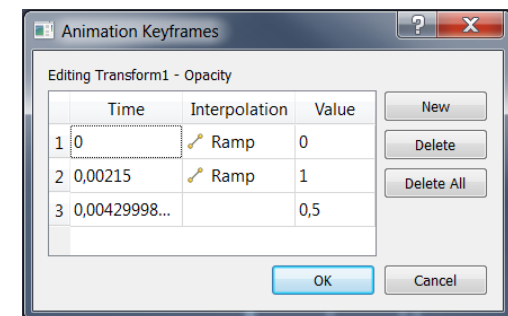 Animation Keyframes
Editing Transform1 - Opacity
Time Interpolation Value
1 0 Ramp 0
2 0,00215 Ramp 1
3 0,00429998... 0,5
New
Delete
Delete All
OK Cancel